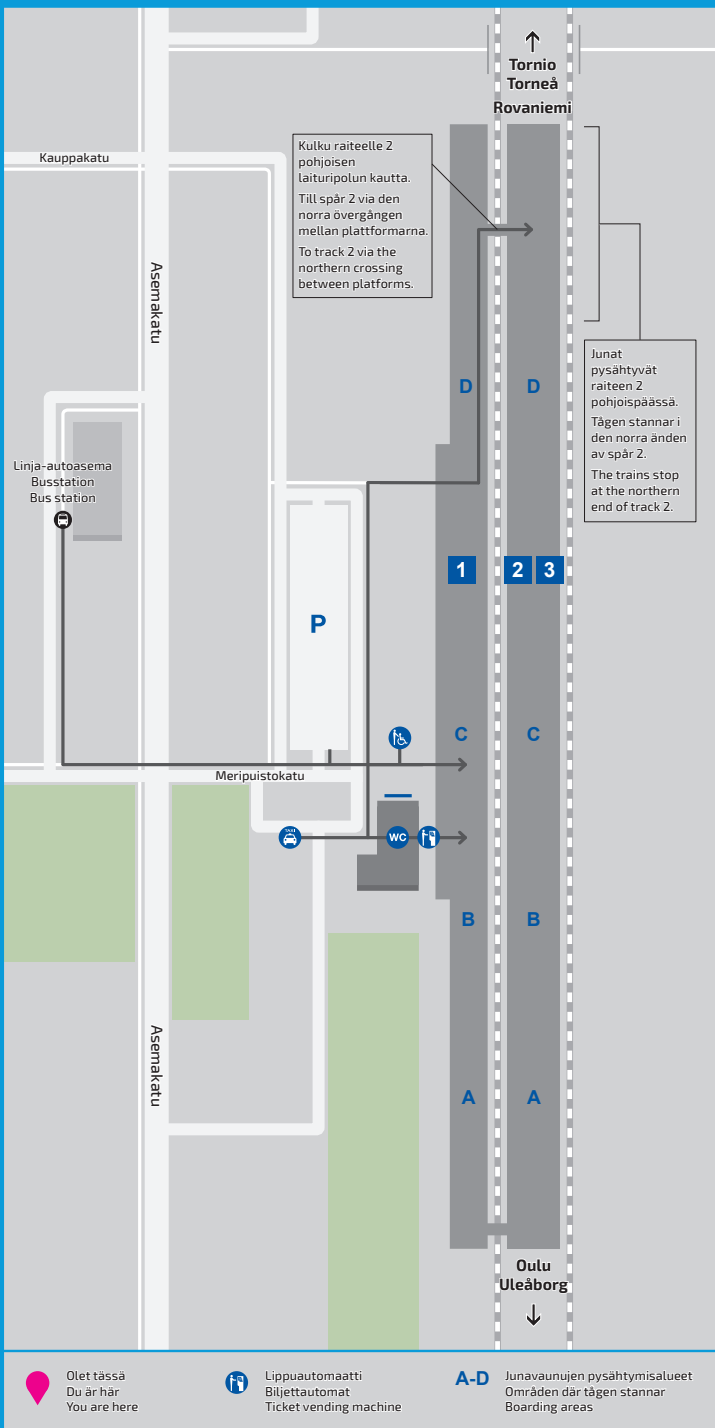 Tornio
Torneå
Rovaniemi
Kauppakatu
Kulku raiteelle 2
pohjoisen
laituripolun kautta.
Till spår 2 via den
norra övergången
mellan plattformarna.
To track 2 via the
northern crossing
between platforms.
Asemakatu
Junat
pysähtyvät
raiteen 2
pohjoispäässä.
Tågen stannar i
den norra änden
av spår 2.
The trains stop
at the northern
end of track 2.
D
D
Linja-autoasema
Busstation
Bus station
1
2
3
P
C
C
Meripuistokatu
TAXI
WC
B
B
Asemakatu
A
A
Oulu
Uleåborg
Olet tässä
Du är här
You are here
Lippuautomaatti
Biljettautomat
Ticket vending machine
A-D
Junavaunujen pysähtymisalueet
Områden där tågen stannar
Boarding areas